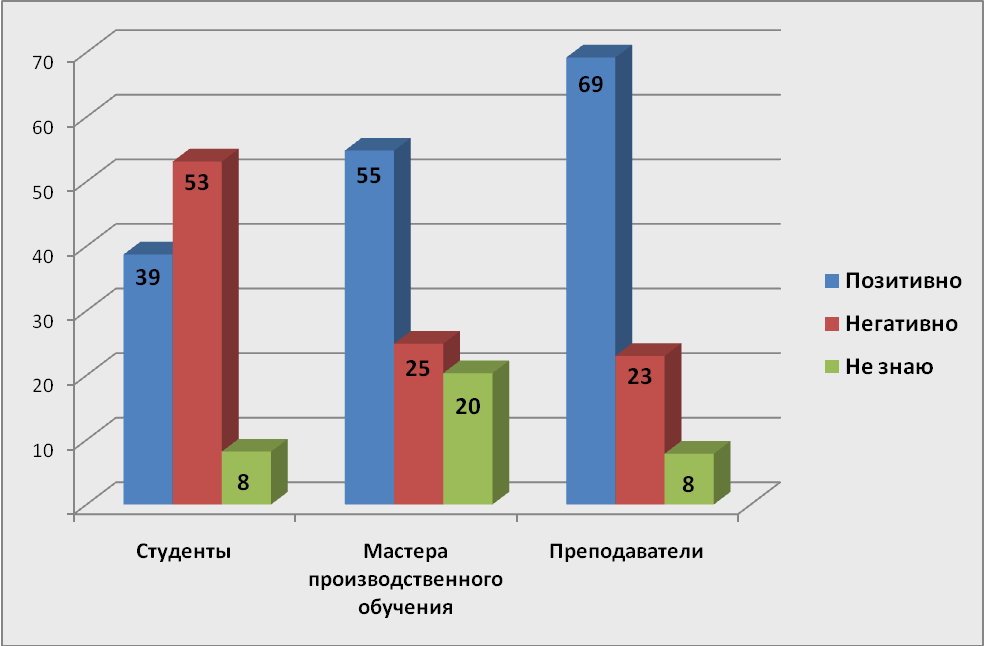 70
60
50
40
30
20
10
39
53
8
55
25
20
69
23
8
Студенты
Мастера
производственного
обучения
Преподаватели
Позитивно
Негативно
Не знаю